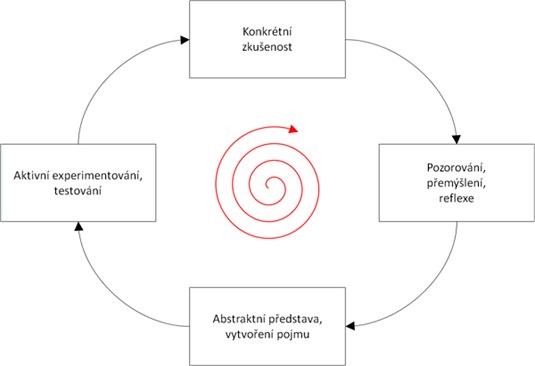 Konkrétní
zkušenost
Aktivní experimentování,
testování
Pozorování,
přemýšlení,
reflexe
Abstraktní představa,
vytvoření pojmu